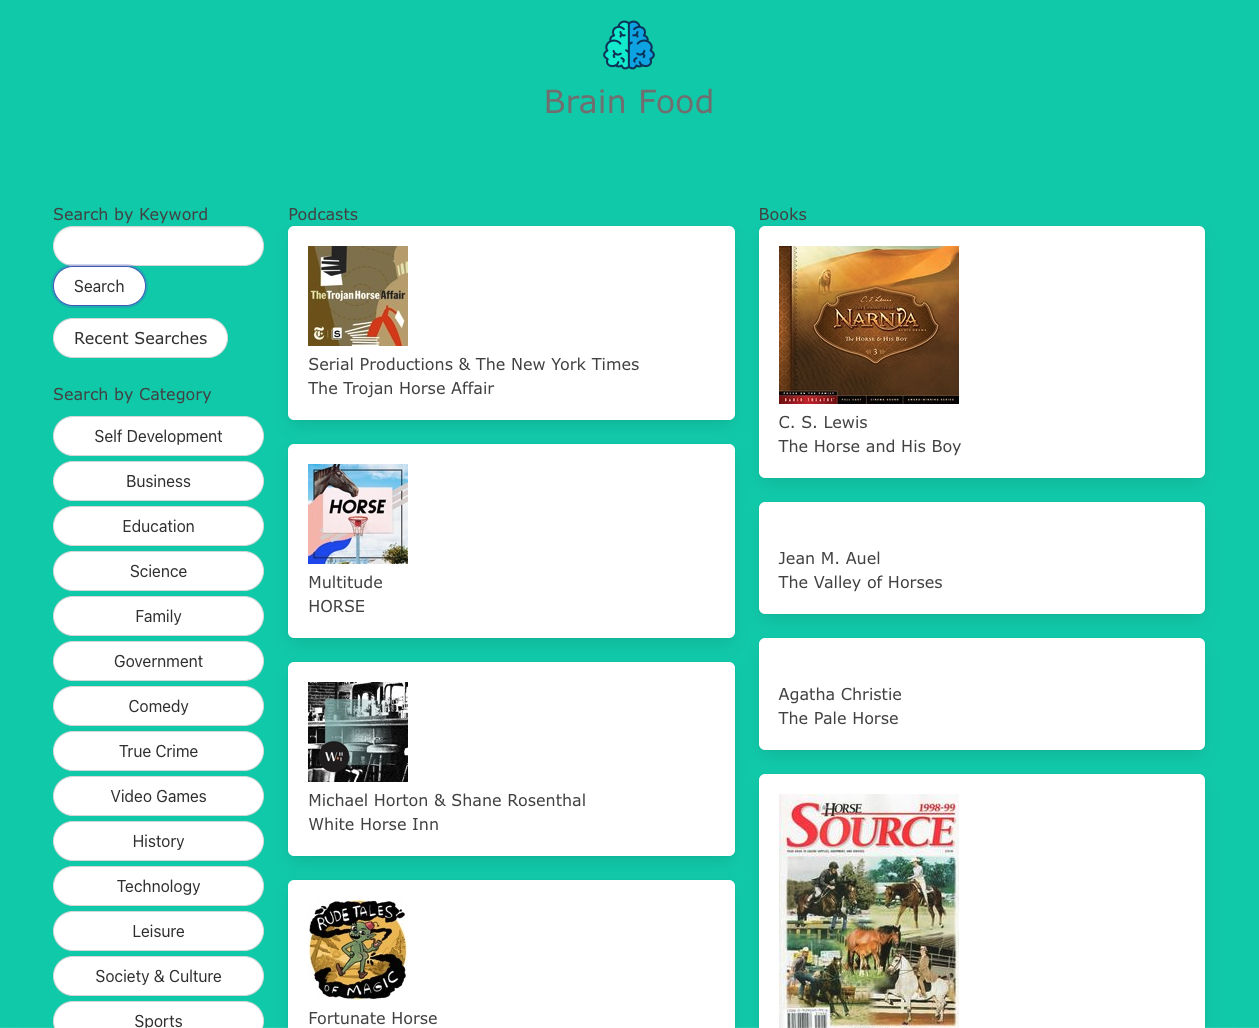 Brain Food
Search by Keyword
Search
Recent Searches
Search by Category
Self Development
Business
Education
Science
Family
Government
Comedy
True Crime
Video Games
History
Technology
Leisure
Society & Culture
Sports
Podcasts
The Trojan Horse Affair
S
Serial Productions & The New York Times
The Trojan Horse Affair
HORSE
Multitude
HORSE
W
Michael Horton & Shane Rosenthal
White Horse Inn
RUDE TALES
OF MAGIC
Fortunate Horse
Books
C. S. Lewis
NARNIA
The HORSE & HIS BOY
3
RADIO THEATRE
C. S. Lewis
The Horse and His Boy
Jean M. Auel
The Valley of Horses
Agatha Christie
The Pale Horse
HORSE
1998-99
SOURCE